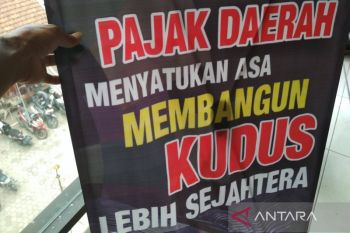 PAJAK DAERAH
MENYATUKAN ASA
MEMBANGUN
KUDUS
LEBIH SEJAHTERA
ANTARA